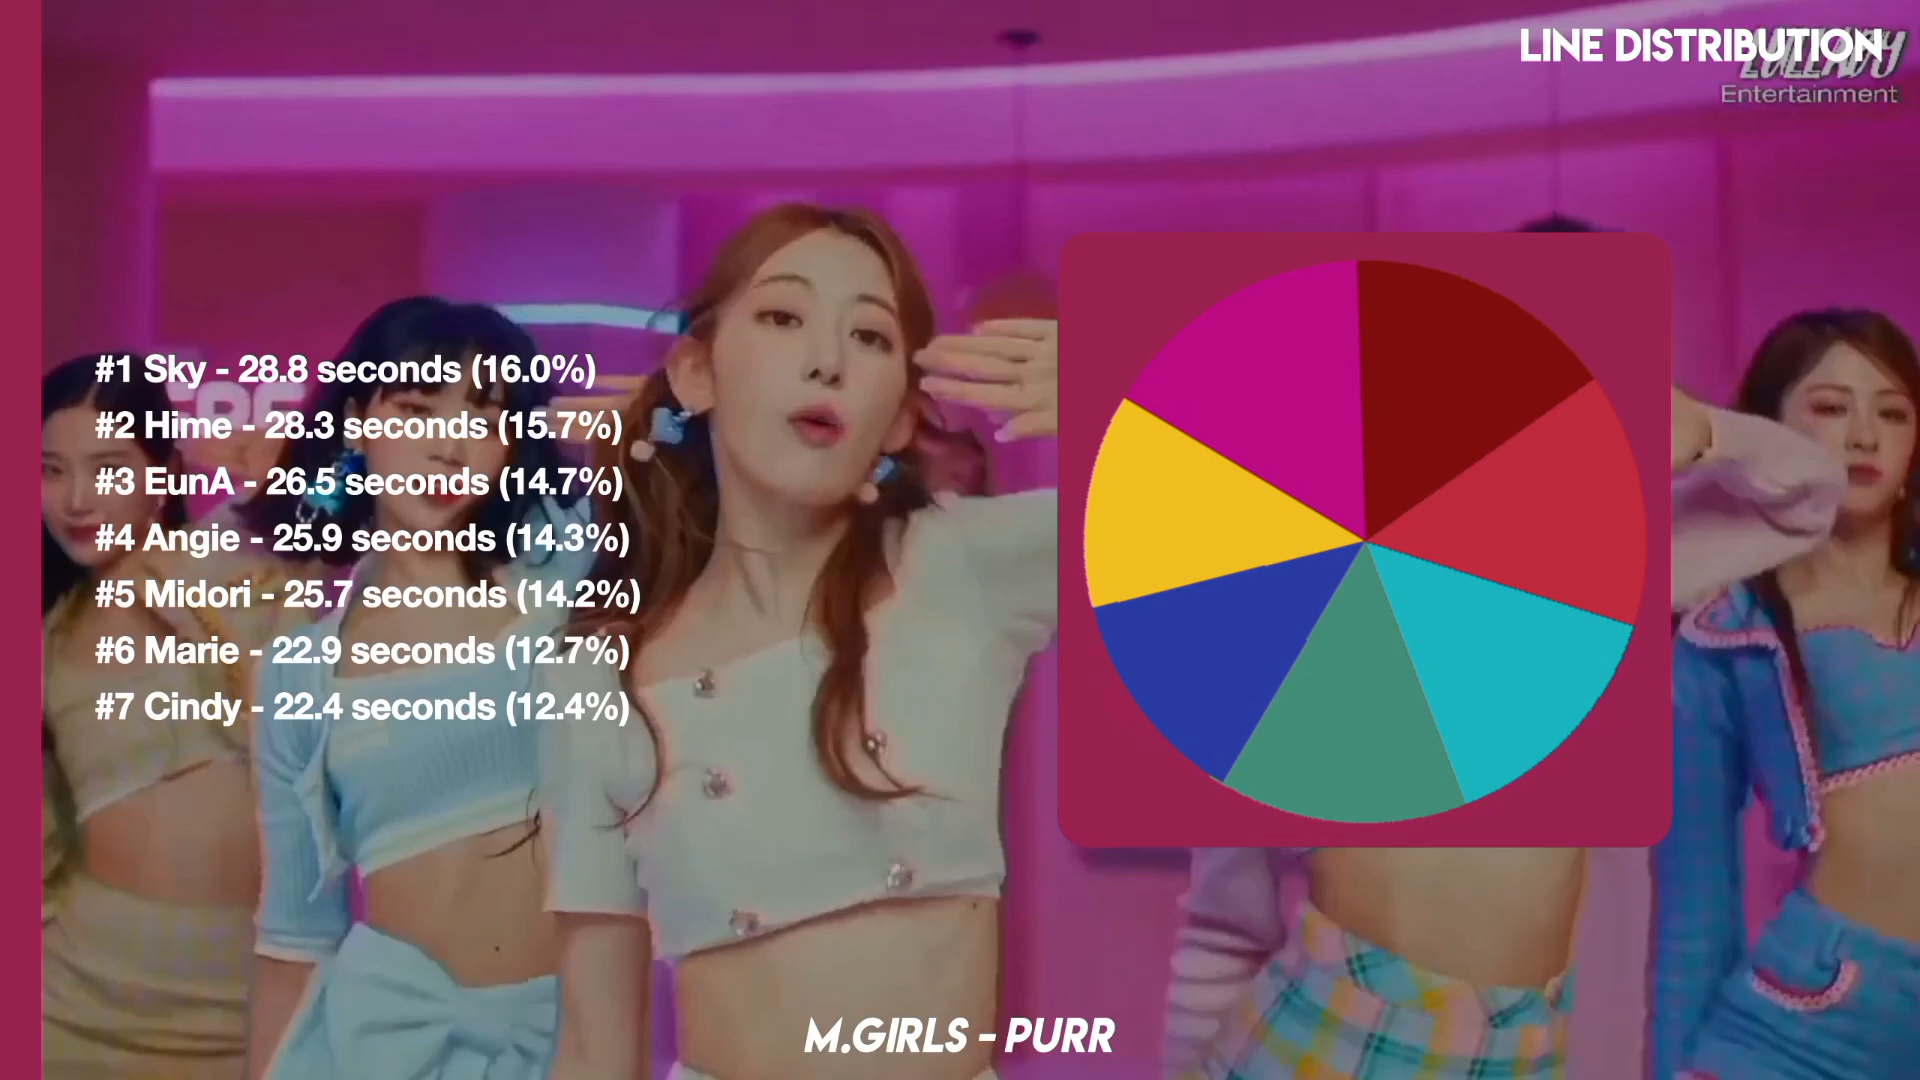 LINE DISTRIBUTION
Entertainment
#1 Sky - 28.8 seconds (16.0%)
#2 Hime - 28.3 seconds (15.7%)
#3 EunA - 26.5 seconds (14.7%)
#4 Angie - 25.9 seconds (14.3%)
#5 Midori - 25.7 seconds (14.2%)
#6 Marie - 22.9 seconds (12.7%)
#7 Cindy - 22.4 seconds (12.4%)
M.GIRLS - PURR